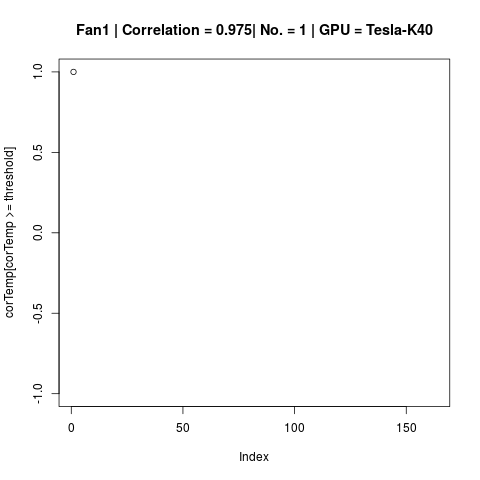 Fan1 | Correlation = 0.975| No. = 1 | GPU = Tesla-K40
corTemp[corTemp >= threshold]
1.0
0.5
0.0
-0.5
-1.0
0 50 100 150
Index